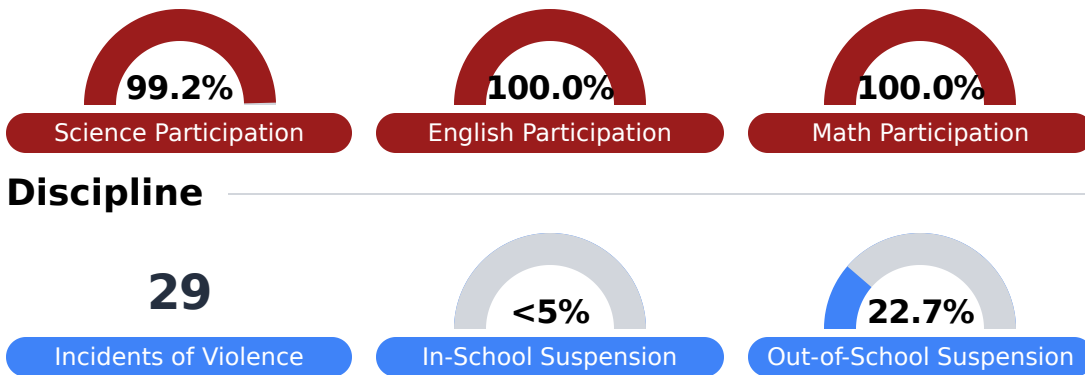 99.2% 100.0% 100.0%
Science Participation English Participation Math Participation
Discipline
29 <5% 22.7%
Incidents of Violence In-School Suspension Out-of-School Suspension